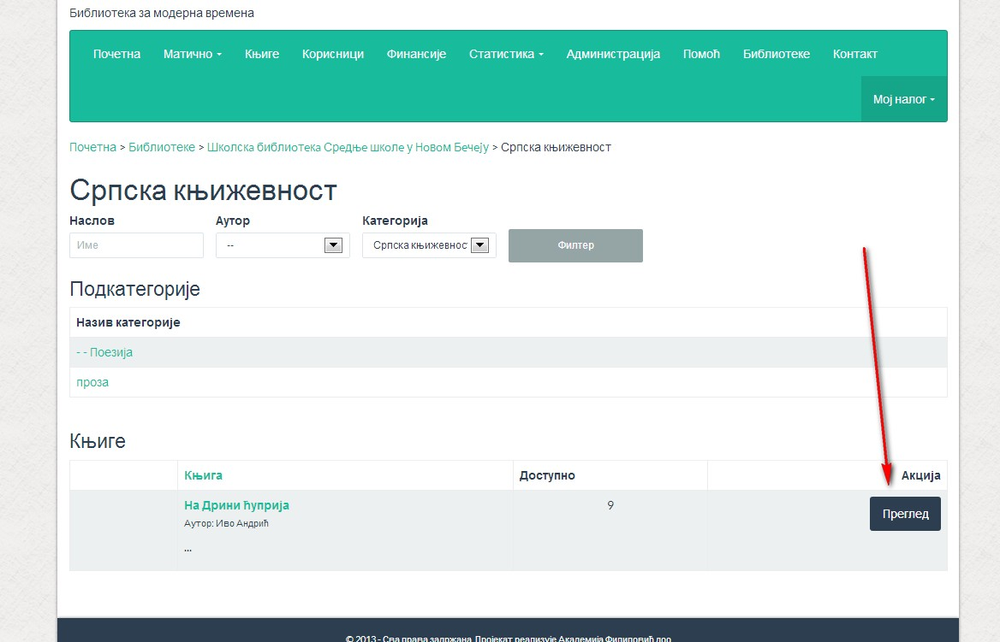 Библиотека за модерна времена
Почетна Матично Књиге Корисници Финансије Статистика Администрација Помоћ Библиотеке Контакт
Мој налог
Почетна > Библиотеке > Школска библиотека Средње школе у Новом Бечеју > Српска књижевност
Српска књижевност
Наслов Аутор Категорија
Име -- Српска књижевност Филтер
Подкатегорије
Назив категорије
- - Поезија
проза
Књиге
Књига Доступно Акција
На Дрини ћуприја 9 Преглед
Аутор: Иво Андрић
...
© 2013 - Сва права задржана. Пројекат реализује Академија Филиповић доо